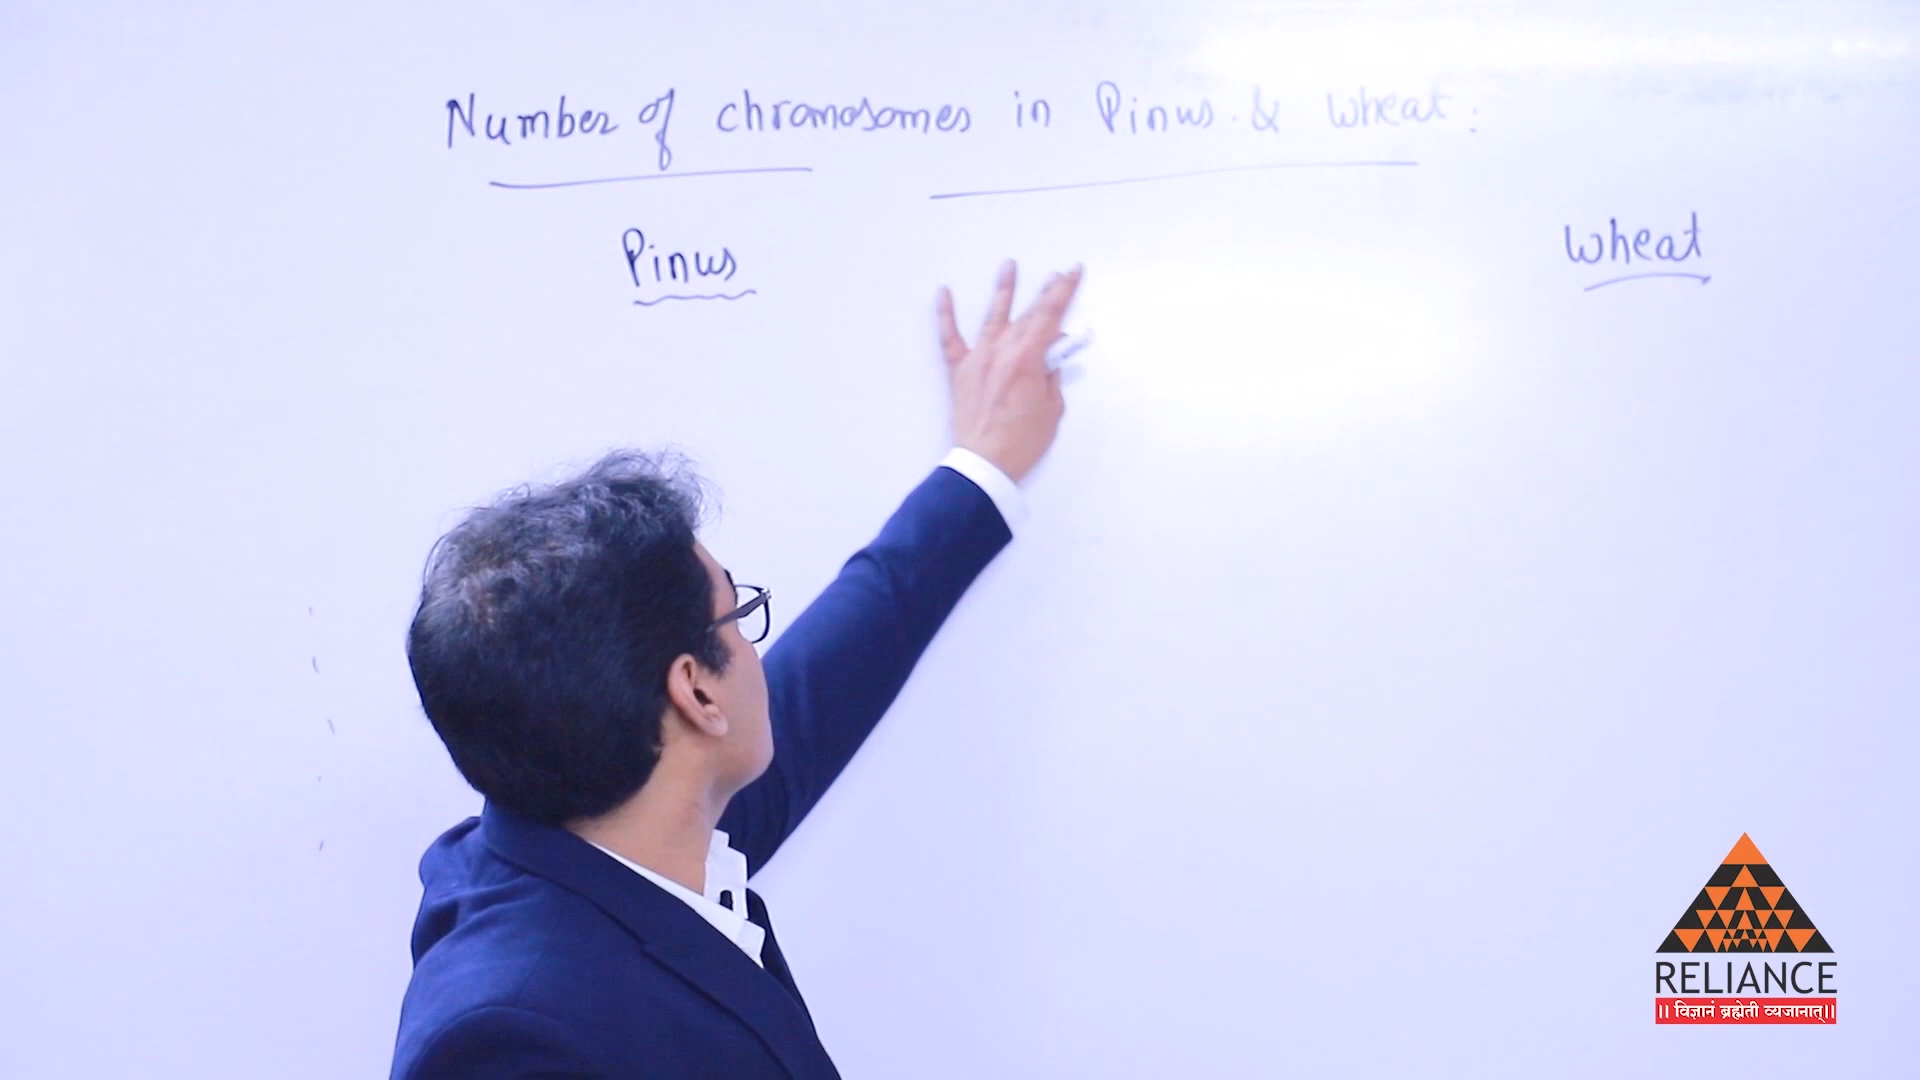 Number of chromosomes in Pinus & Wheat:
Pinus
Wheat
RELIANCE
।। विज्ञानं ब्रह्मेती व्यजानात्।।